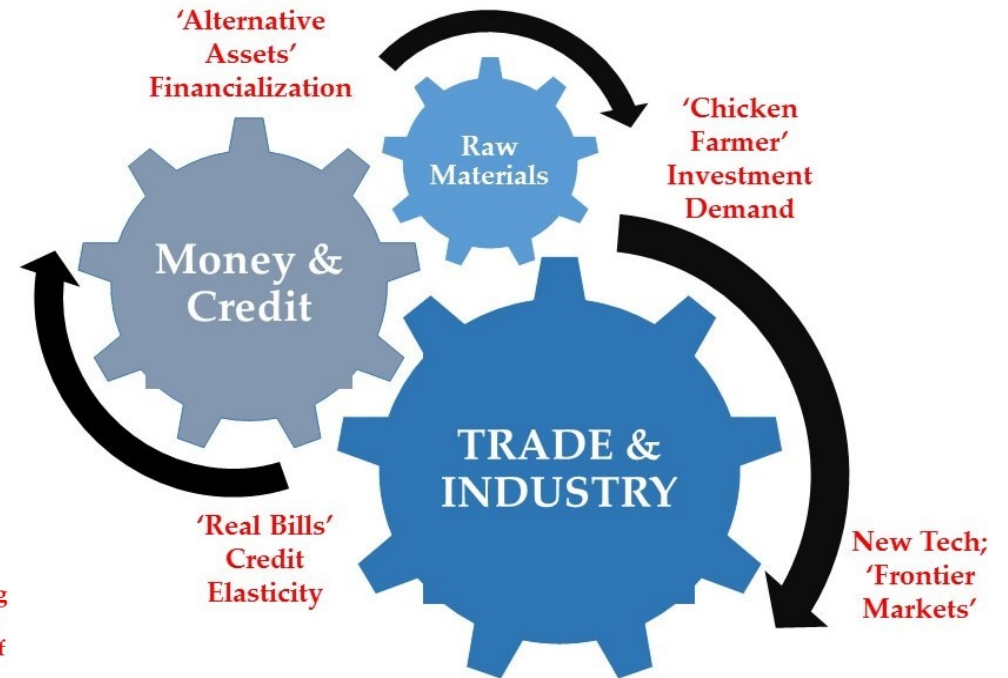 ‘Alternative
Assets’
Financialization
Raw
Materials
‘Chicken
Farmer’
Investment
Demand
Money &
Credit
TRADE &
INDUSTRY
‘Real Bills’
Credit
Elasticity
New Tech;
‘Frontier
Markets’